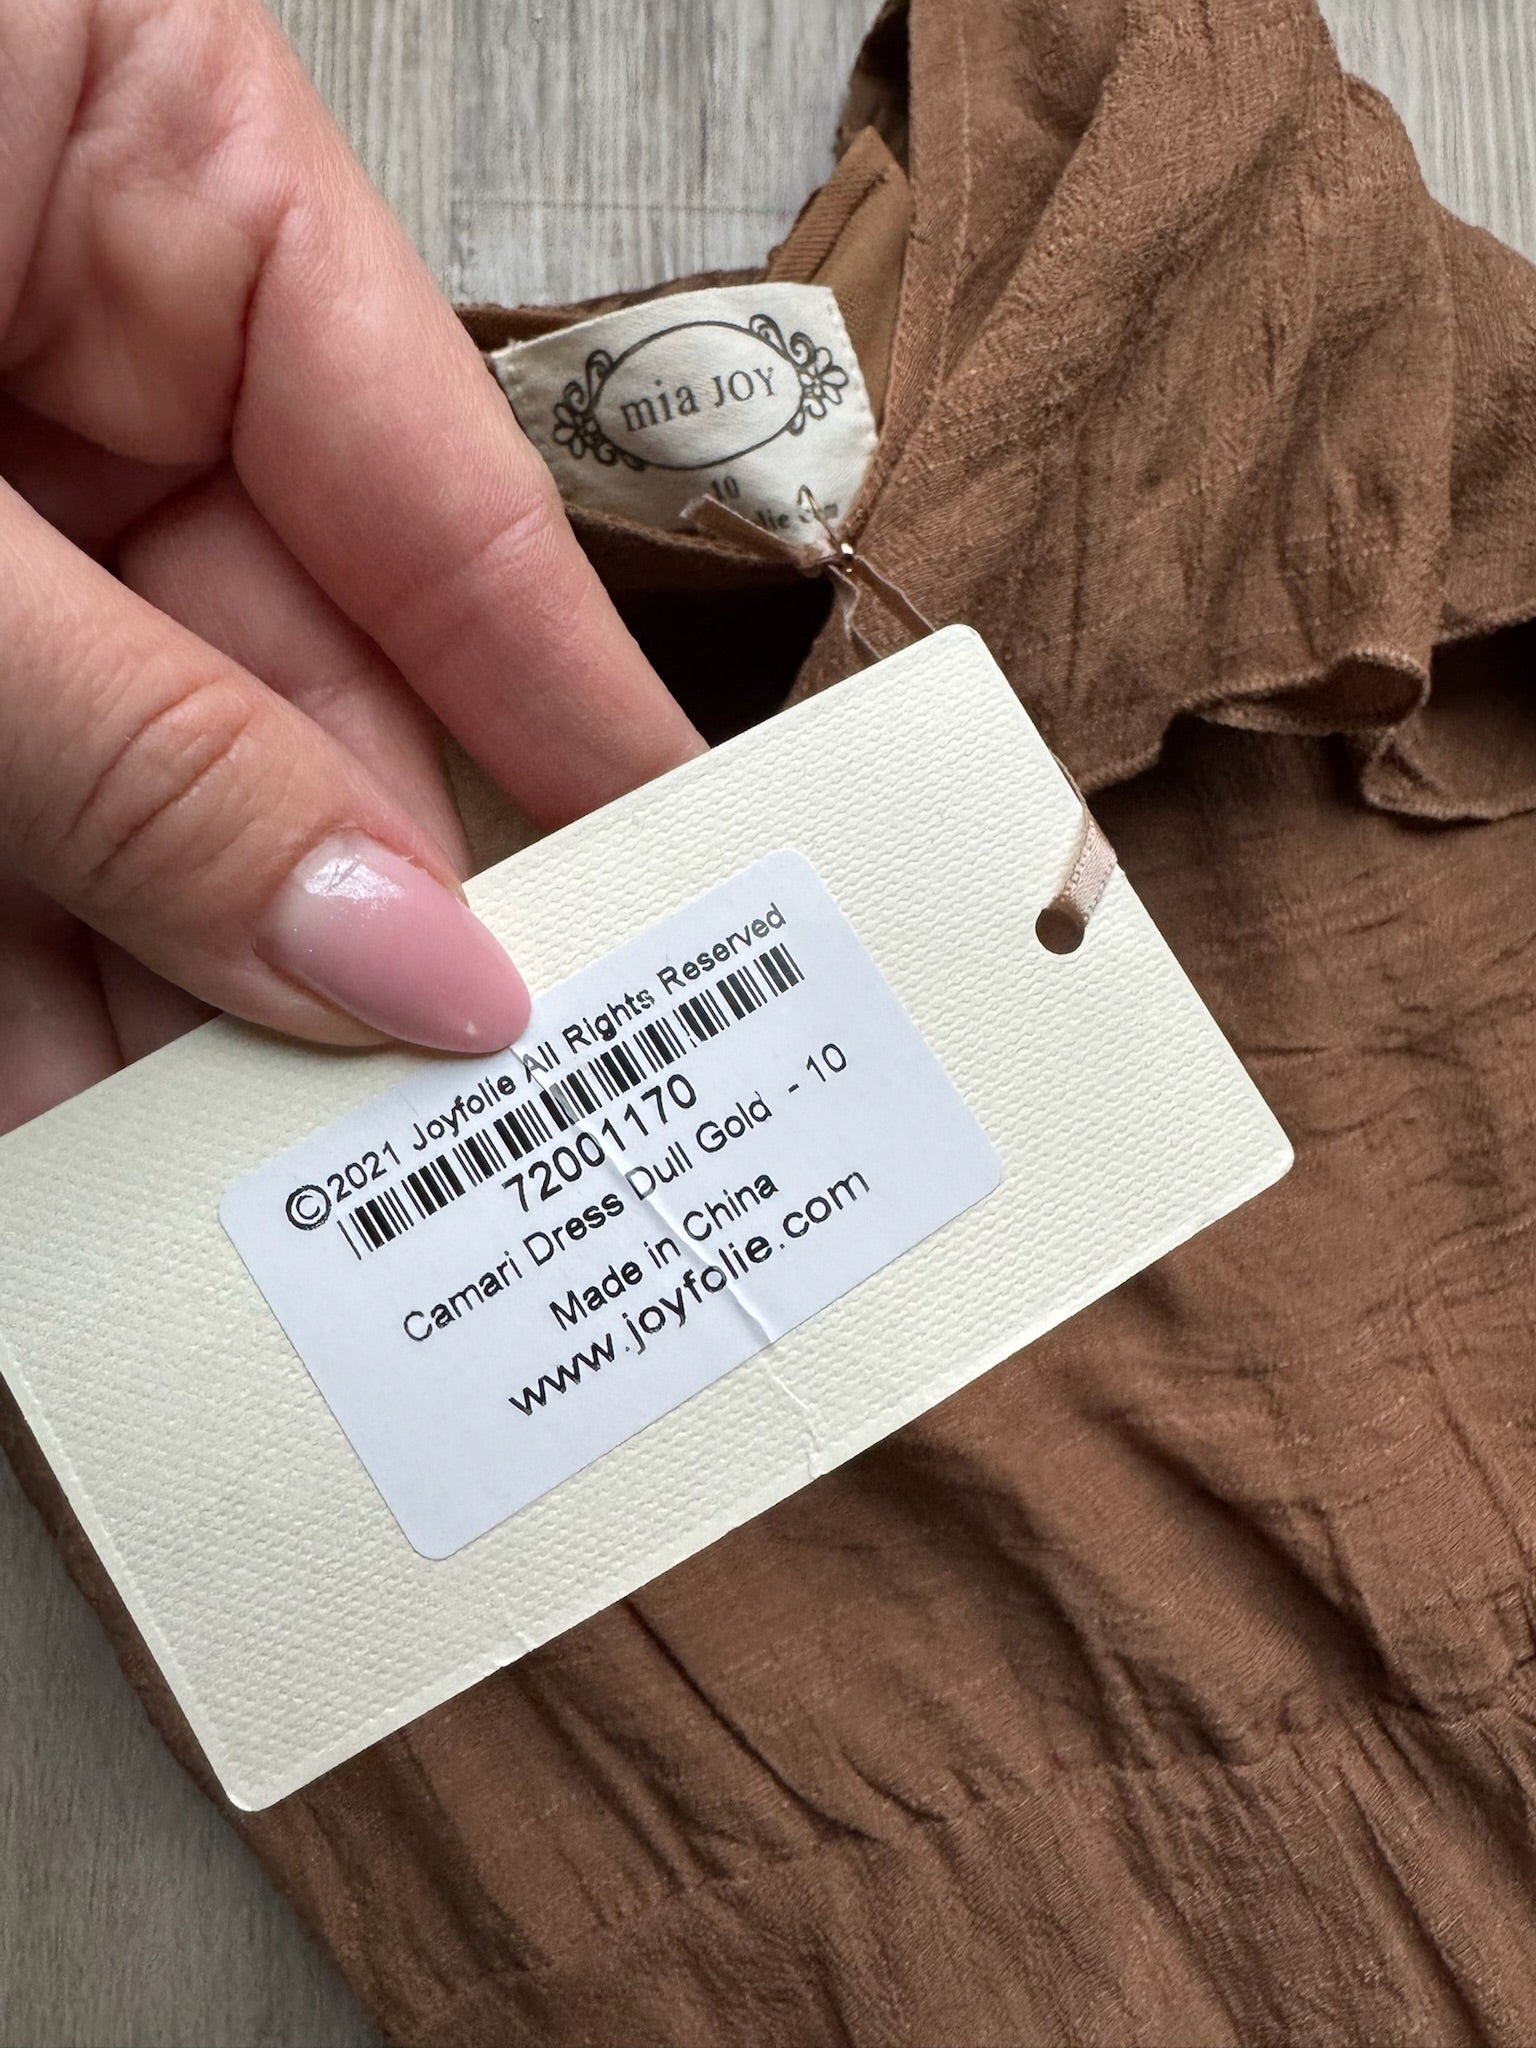 mia JOY
10
©2021 Joyfolie All Rights Reserved
72001170
Camari Dress Dull Gold - 10
Made in China
www.joyfolie.com